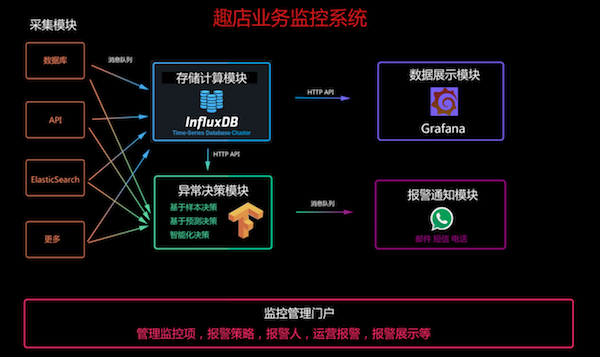 趣店业务监控系统
采集模块
数据库
API
ElasticSearch
更多
消息队列
存储计算模块
InfluxDB
Time-Series Database Cluster
HTTP API
数据展示模块
Grafana
HTTP API
异常决策模块
基于样本决策
基于预测决策
智能化决策
消息队列
报警通知模块
邮件 短信 电话
监控管理门户
管理监控项，报警策略，报警人，运营报警，报警展示等